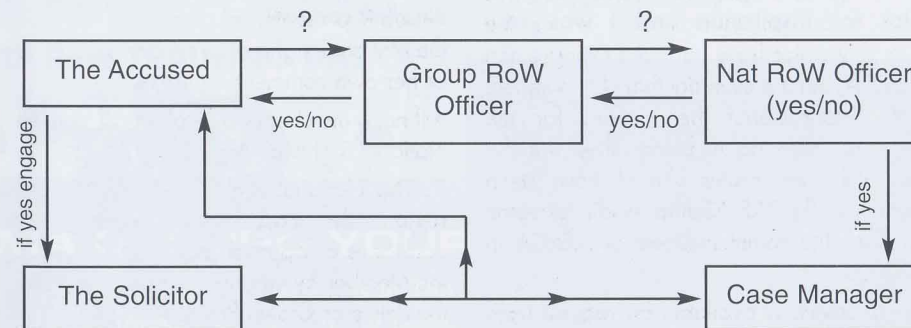 ?
?
The Accused
Group RoW
Officer
Nat RoW Officer
(yes/no)
yes/no
yes/no
if yes engage
if yes
The Solicitor
Case Manager